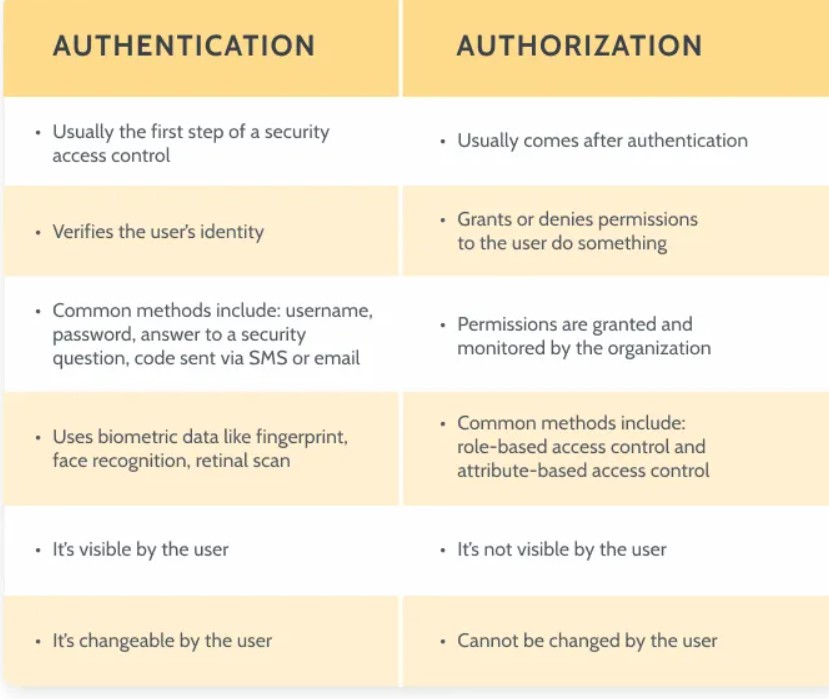 AUTHENTICATION
AUTHORIZATION
• Usually the first step of a security
access control
• Usually comes after authentication
• Verifies the user's identity
• Grants or denies permissions
to the user do something
• Common methods include: username,
password, answer to a security
question, code sent via SMS or email
• Permissions are granted and
monitored by the organization
• Uses biometric data like fingerprint,
face recognition, retinal scan
• Common methods include:
role-based access control and
attribute-based access control
• It's visible by the user
• It's not visible by the user
• It's changeable by the user
• Cannot be changed by the user